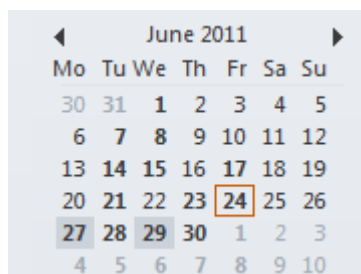 June 2011
Mo Tu We Th Fr Sa Su
30 31 1 2 3 4 5
6 7 8 9 10 11 12
13 14 15 16 17 18 19
20 21 22 23 24 25 26
27 28 29 30 1 2 3
4 5 6 7 8 9 10